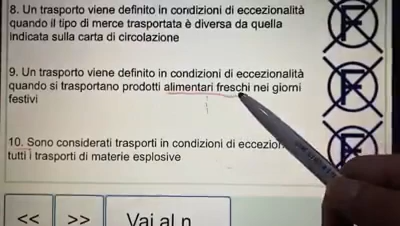 8. Un trasporto viene definito in condizioni di eccezionalità
quando il tipo di merce trasportata è diversa da quella
indicata sulla carta di circolazione
9. Un trasporto viene definito in condizioni di eccezionalità
quando si trasportano prodotti alimentari freschi nei giorni
festivi
10. Sono considerati trasporti in condizioni di
tutti i trasporti di materie esplosive
<< >> Vai al n